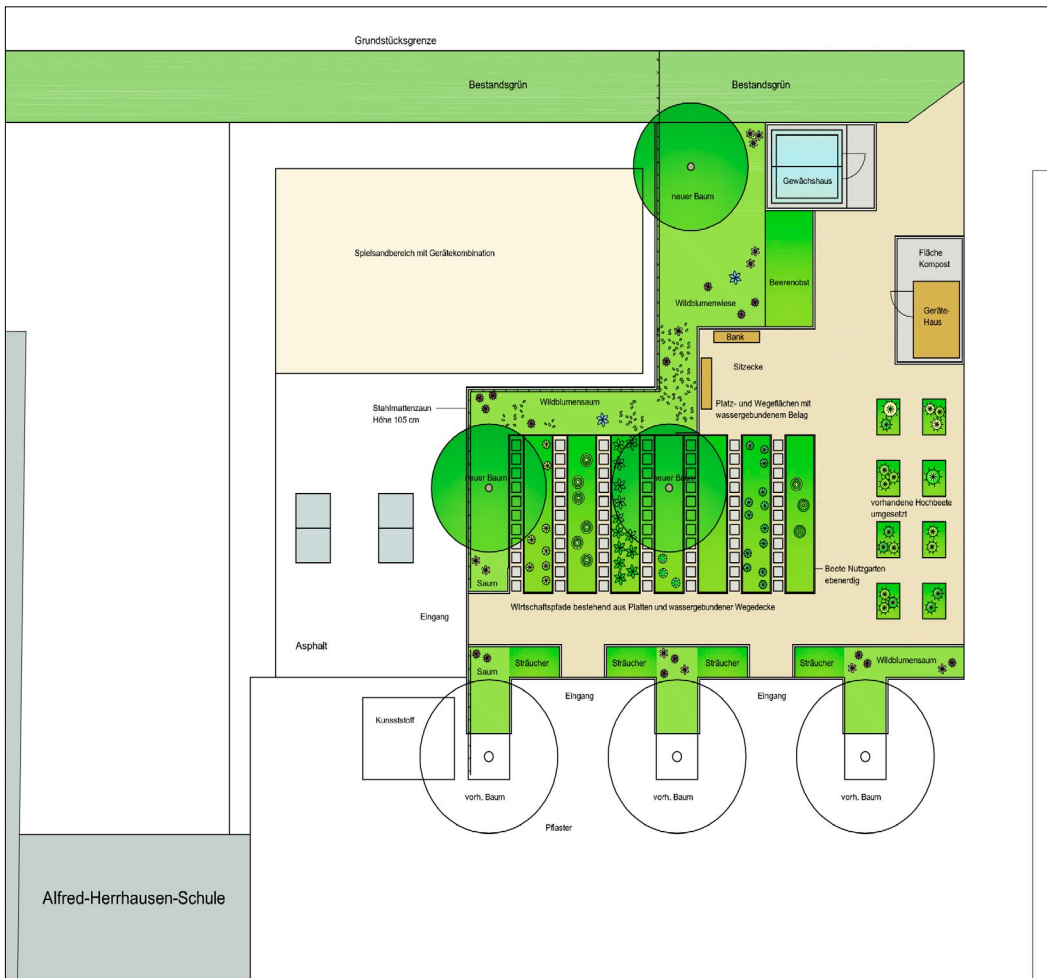 Grundstücksgrenze
Bestandsgrün
Bestandsgrün
Gewächshaus
neuer Baum
Spielsandbereich mit Gerätekombination
Fläche
Kompost
Beerenobst
Wildblumenwiese
Geräte-
Haus
Bank
Sitzecke
Stahlmattenzaun
Höhe 105 cm
Wildblumensaum
Platz- und Wegeflächen mit
wassergebundenem Belag
neuer Baum
neuer Baum
vorhandene Hochbeete
umgesetzt
Beete Nutzgarten
ebenerdig
Saum
Wirtschaftspfade bestehend aus Platten und wassergebundener Wegedecke
Eingang
Asphalt
Saum
Sträucher
Sträucher
Sträucher
Sträucher
Wildblumensaum
Eingang
Eingang
Kunsststoff
vorh. Baum
vorh. Baum
vorh. Baum
Pflaster
Alfred-Herrhausen-Schule